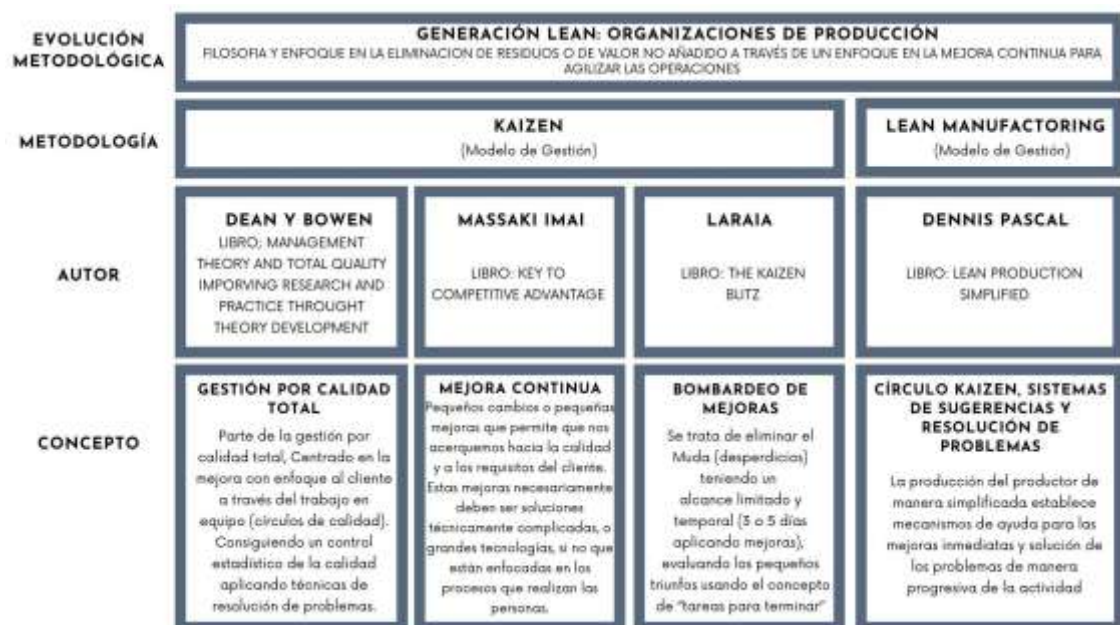 EVOLUCIÓN
METODOLÓGICA
GENERACIÓN LEAN: ORGANIZACIONES DE PRODUCCIÓN
FILOSOFIA Y ENFOQUE EN LA ELIMINACION DE RESIDUOS O DE VALOR NO AÑADIDO A TRAVÉS DE UN ENFOQUE EN LA MEJORA CONTINUA PARA
AGILIZAR LAS OPERACIONES
METODOLOGÍA
KAIZEN
(Modelo de Gestión)
LEAN MANUFACTORING
(Modelo de Gestión)
AUTOR
DEAN Y BOWEN
LIBRO; MANAGEMENT
THEORY AND TOTAL QUALITY
IMPORVING RESEARCH AND
PRACTICE THROUGHT
THEORY DEVELOPMENT
MASSAKI IMAI
LIBRO: KEY TO
COMPETITIVE ADVANTAGE
LARAIA
LIBRO: THE KAIZEN
BLITZ
DENNIS PASCAL
LIBRO: LEAN PRODUCTION
SIMPLIFIED
CONCEPTO
GESTIÓN POR CALIDAD
TOTAL
Parte de la gestión por
calidad total, Centrado en la
mejora con enfoque al cliente
a través del trabajo en
equipo (círculos de calidad).
Consiguiendo un control
estadístico de la calidad
aplicando técnicas de
resolución de problemas.
MEJORA CONTINUA
Pequeños cambios o pequeñas
mejoras que permite que nos
acerquemos hacia la calidad
y a los requisitos del cliente.
Estas mejoras necesariamente
deben ser soluciones
técnicamente complicadas, o
grandes tecnologías, si no que
están enfocadas en los
procesos que realizan las
personas.
BOMBARDEO DE
MEJORAS
Se trata de eliminar el
Muda (desperdicios)
teniendo un
alcance limitado y
temporal (3 o 5 días
aplicando mejoras),
evaluando los pequeños
triunfos usando el concepto
de "tareas para terminar"
CÍRCULO KAIZEN, SISTEMAS
DE SUGERENCIAS Y
RESOLUCIÓN DE
PROBLEMAS
La producción del productor de
manera simplificada establece
mecanismos de ayuda para las
mejoras inmediatas y solución de
los problemas de manera
progresiva de la actividad